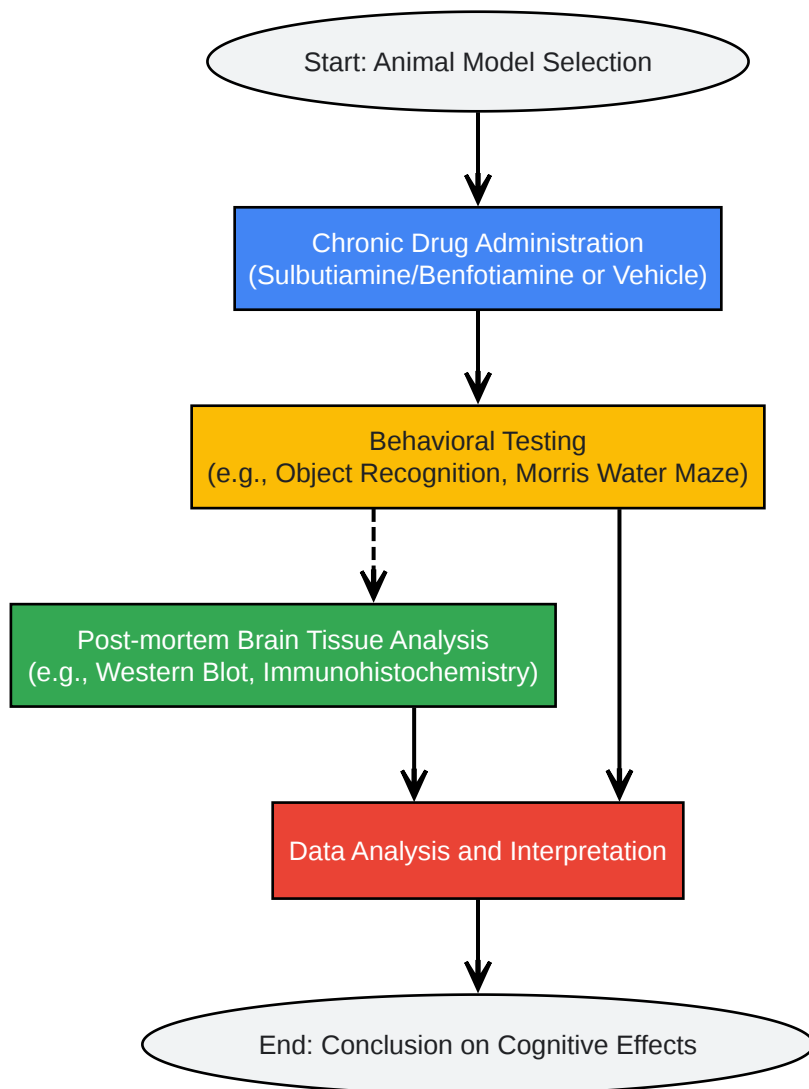 Start: Animal Model Selection
Chronic Drug Administration
(Sulbutiamine/Benfotiamine or Vehicle)
Behavioral Testing
(e.g., Object Recognition, Morris Water Maze)
Post-mortem Brain Tissue Analysis
(e.g., Western Blot, Immunohistochemistry)
Data Analysis and Interpretation
End: Conclusion on Cognitive Effects